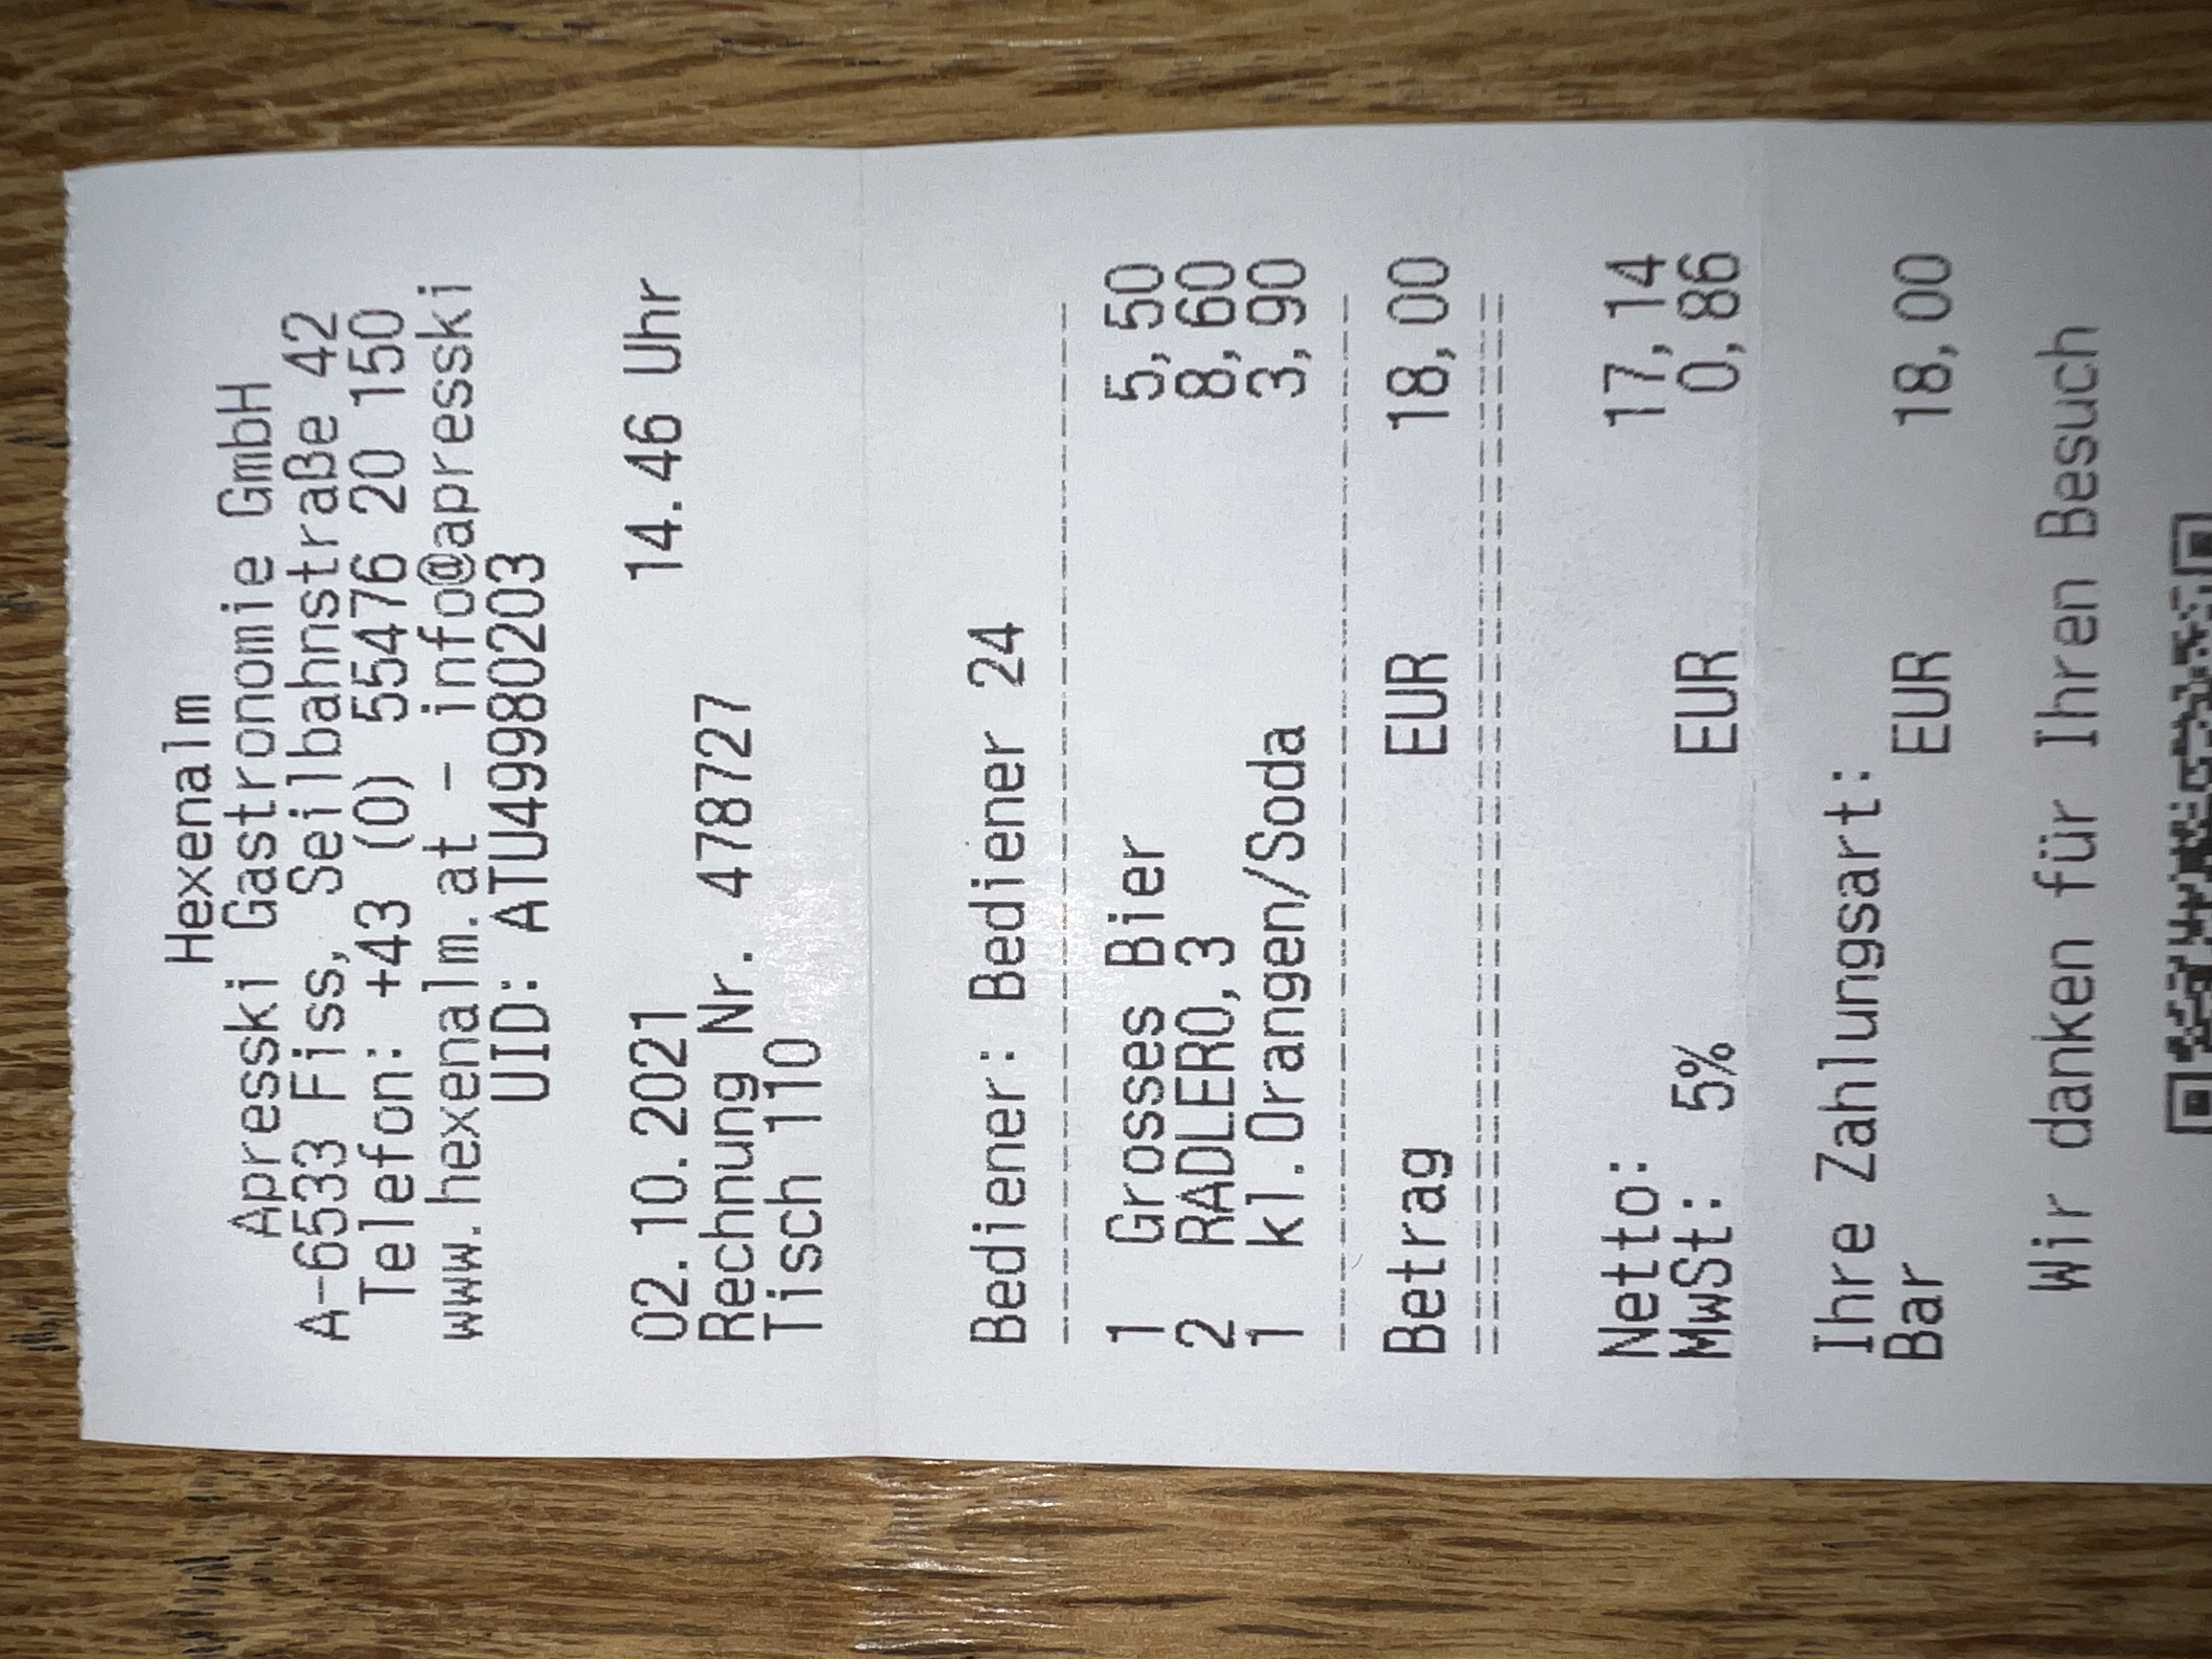 Hexenalm
Apresski Gastronomie GmbH
A-6533 Fiss, Seilbahnstraße 42
Telefon: +43 (0) 55476 20 150
www.hexenalm.at - info@apresski
UID: ATU49980203
02.10.2021 14.46 Uhr
Rechnung Nr. 478727
Tisch 110
Bediener: Bediener 24
1 Grosses Bier 5,50
2 RADLER0,3 8,60
1 kl.Orangen/Soda 3,90
Betrag EUR 18,00
Netto: 17,14
MwSt: 5% EUR 0,86
Ihre Zahlungsart:
Bar EUR 18,00
Wir danken für Ihren Besuch